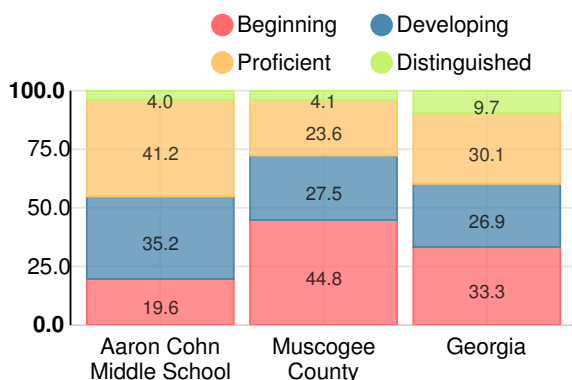 Beginning Developing
Proficient Distinguished
100.0
75.0
50.0
25.0
0.0
4.0 4.1 9.7
41.2 23.6 30.1
35.2 27.5 26.9
19.6 44.8 33.3
Aaron Cohn Muscogee Georgia
Middle School County